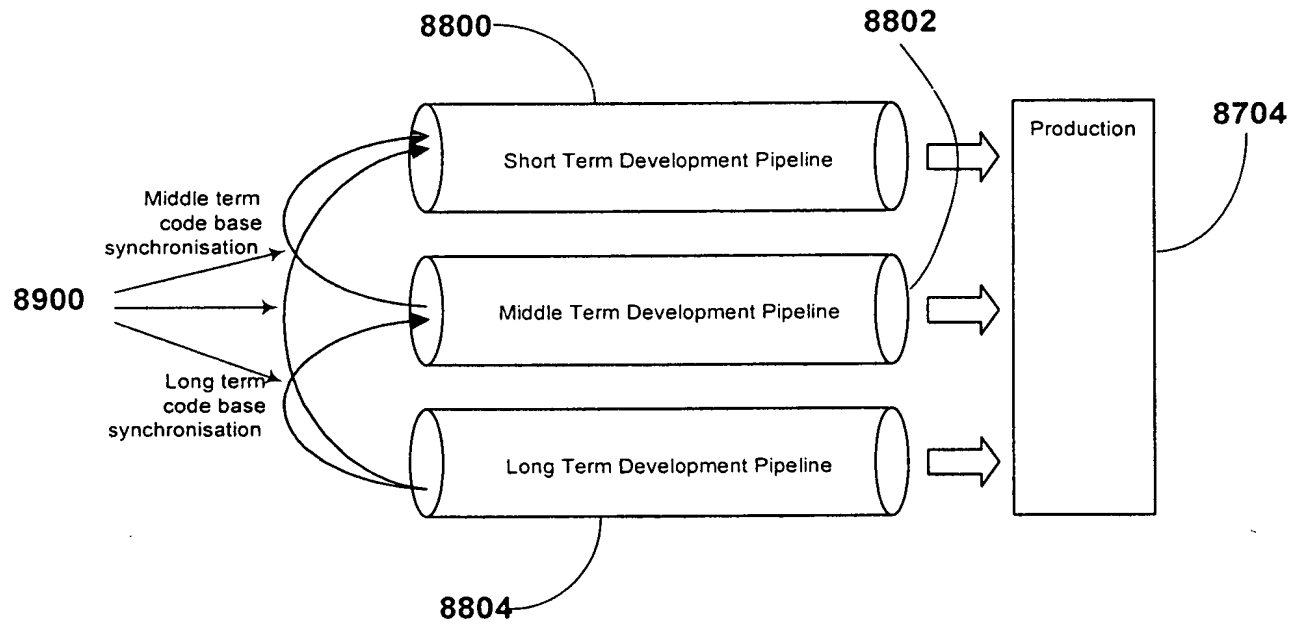 8800
8802
8704
Production
Short Term Development Pipeline
Middle term
code base
synchronisation
8900
Middle Term Development Pipeline
Long term
code base
synchronisation
Long Term Development Pipeline
8804